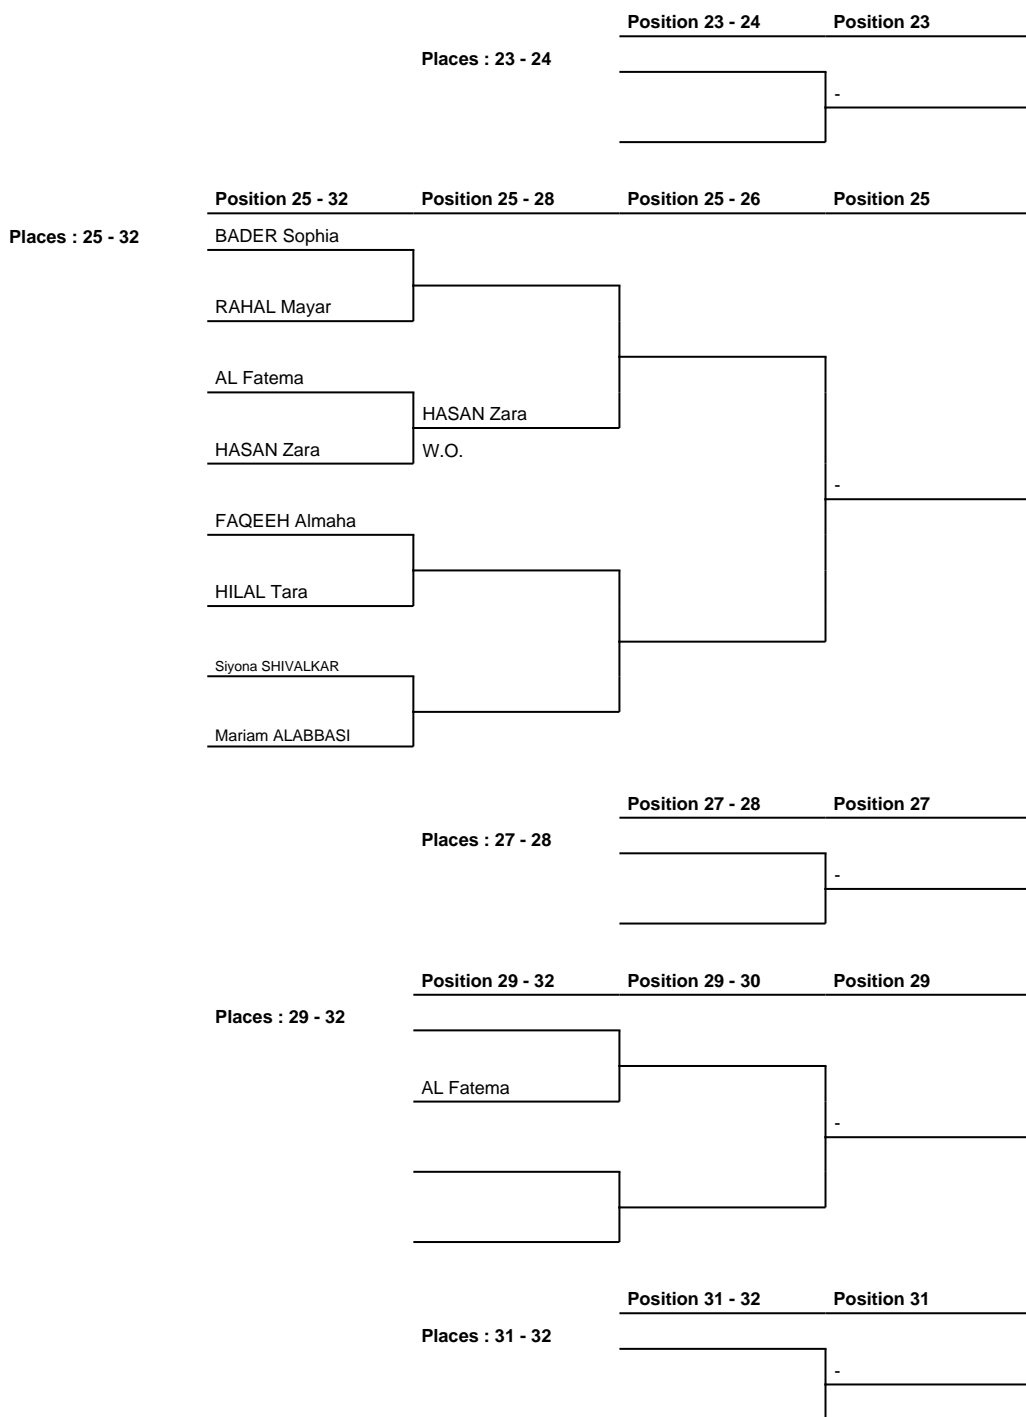 Position 23 - 24 Position 23
Places : 23 - 24
-
Position 25 - 32 Position 25 - 28 Position 25 - 26 Position 25
Places : 25 - 32 BADER Sophia
RAHAL Mayar
AL Fatema
HASAN Zara
HASAN Zara W.O.
-
FAQEEH Almaha
HILAL Tara
Siyona SHIVALKAR
Mariam ALABBASI
Position 27 - 28 Position 27
Places : 27 - 28
-
Position 29 - 32 Position 29 - 30 Position 29
Places : 29 - 32
AL Fatema
-
Position 31 - 32 Position 31
Places : 31 - 32
-